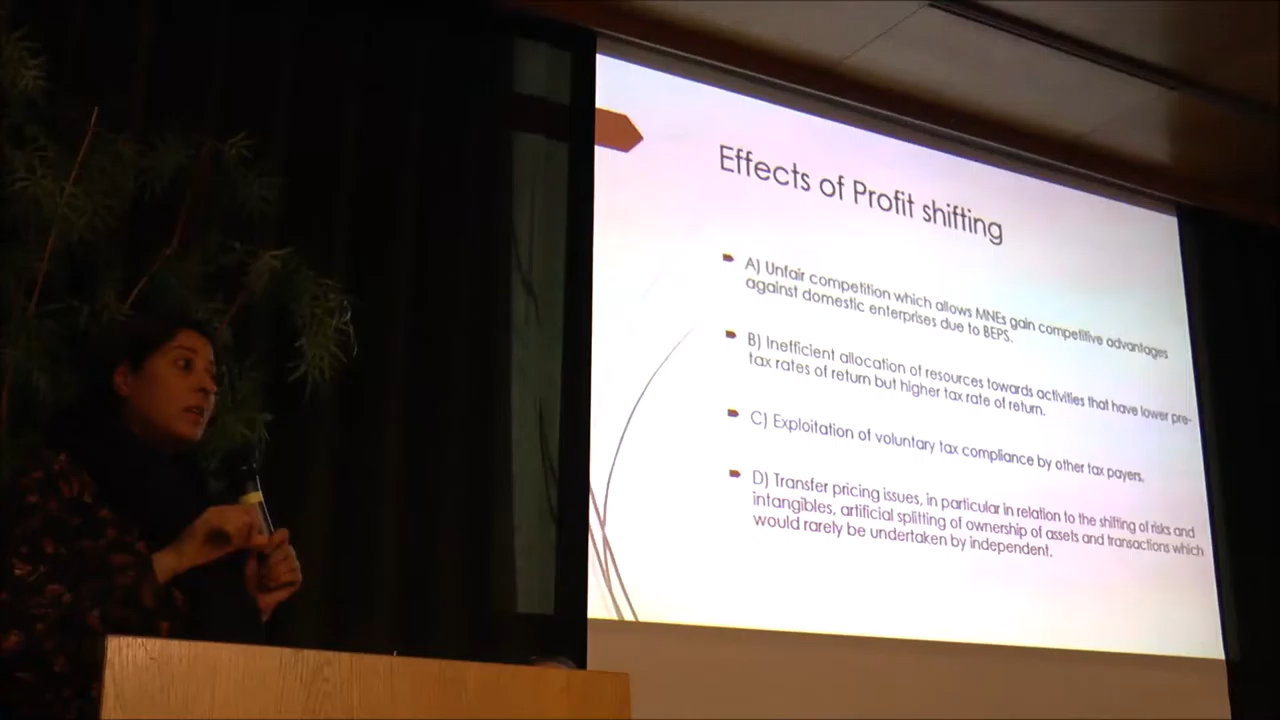 Effects of Profit shifting
A) Unfair competition which allows MNEs gain competitive advantages
against domestic enterprises due to BEPS.
B) Inefficient allocation of resources towards activities that have lower pre-
tax rates of return but higher tax rate of return.
C) Exploitation of voluntary tax compliance by other tax payers.
D) Transfer pricing issues, in particular in relation to the shifting of risks and
intangibles, artificial splitting of ownership of assets and transactions which
would rarely be undertaken by independent.